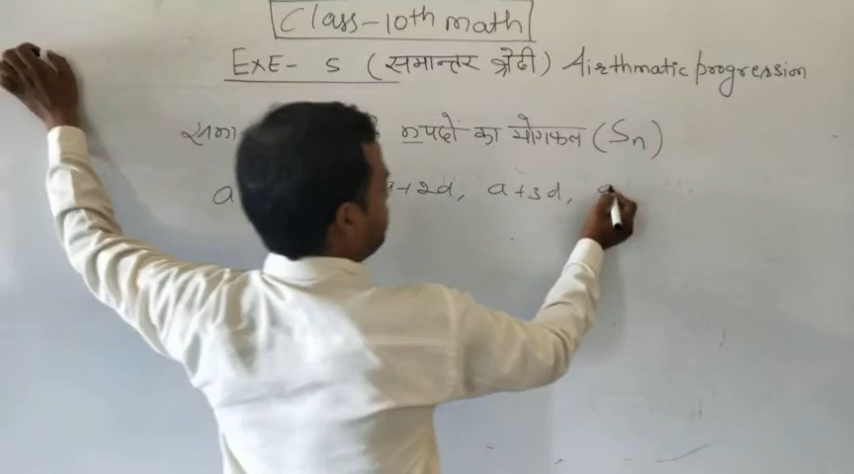 Class-10th math
EXE- 5 (समान्तर श्रेढी) Airthmatic progression
n पदो का योगफल (Sn)
a +2d, a+3d, a